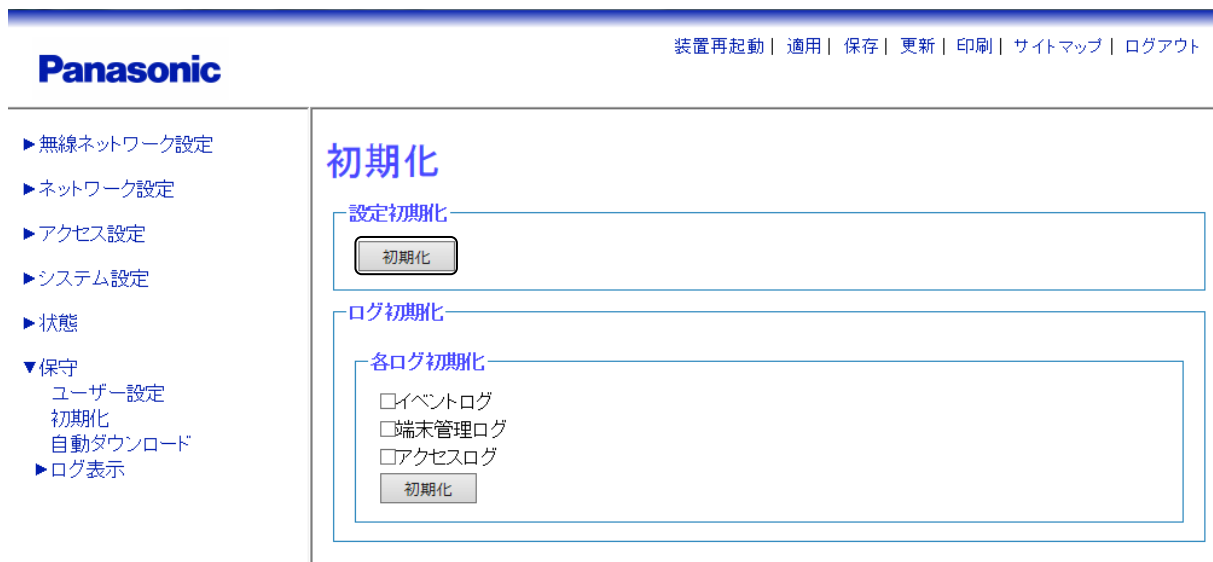 装置再起動| 適用| 保存| 更新| 印刷| サイトマップ| ログアウト
Panasonic
▶無線ネットワーク設定
▶ネットワーク設定
▶アクセス設定
▶システム設定
▶状態
▼保守
ユーザー設定
初期化
自動ダウンロード
▶ログ表示
初期化
設定初期化
初期化
ログ初期化
各ログ初期化
□イベントログ
□端末管理ログ
□アクセスログ
初期化